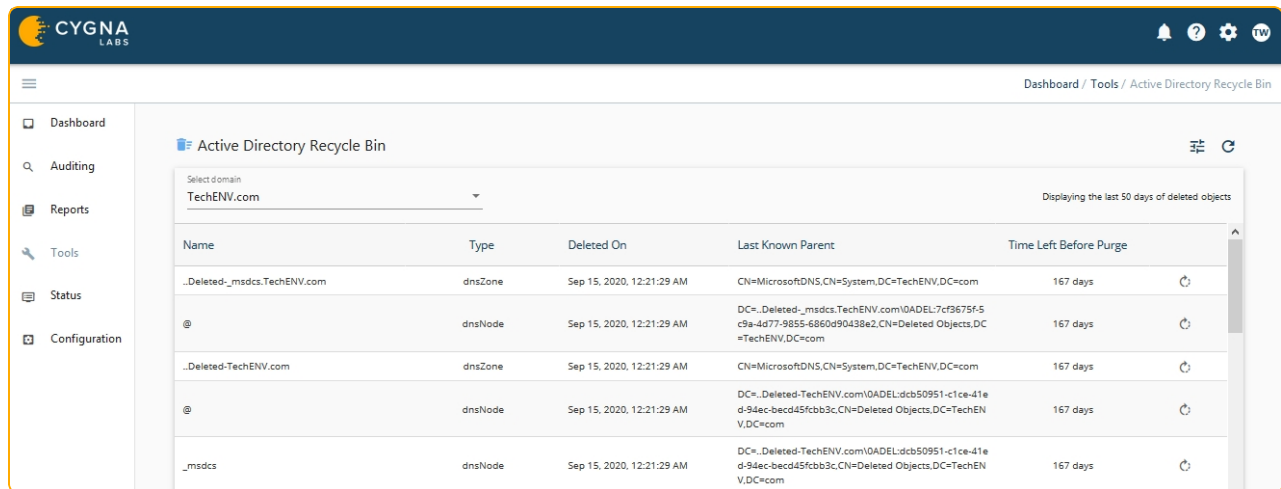 CYGNA
LABS
TW
Dashboard / Tools / Active Directory Recycle Bin
Dashboard
Auditing
Reports
Tools
Status
Configuration
Active Directory Recycle Bin
Select domain
TechENV.com
Displaying the last 50 days of deleted objects
Name Type Deleted On Last Known Parent Time Left Before Purge
..Deleted-_msdcs.TechENV.com dnsZone Sep 15, 2020, 12:21:29 AM CN=MicrosoftDNS,CN=System,DC=TechENV,DC=com 167 days
@ dnsNode Sep 15, 2020, 12:21:29 AM DC=..Deleted-_msdcs.TechENV.com\0ADEL:7cf3675f-5 167 days
c9a-4d77-9855-6860d90438e2,CN=Deleted Objects,DC
=TechENV,DC=com
..Deleted-TechENV.com dnsZone Sep 15, 2020, 12:21:29 AM CN=MicrosoftDNS,CN=System,DC=TechENV,DC=com 167 days
@ dnsNode Sep 15, 2020, 12:21:29 AM DC=..Deleted-TechENV.com\0ADEL:dcb50951-c1ce-41e 167 days
d-94ec-becd45fcbb3c,CN=Deleted Objects,DC=TechEN
V,DC=com
_msdcs dnsNode Sep 15, 2020, 12:21:29 AM DC=..Deleted-TechENV.com\0ADEL:dcb50951-c1ce-41e 167 days
d-94ec-becd45fcbb3c,CN=Deleted Objects,DC=TechEN
V,DC=com